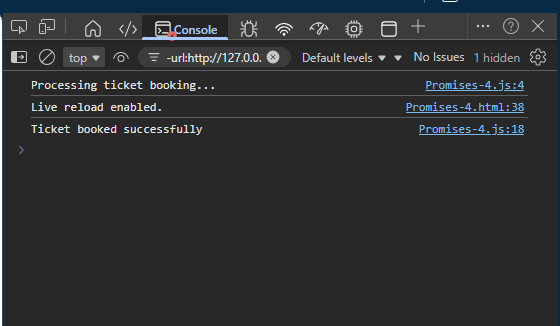 Console
top ▾ -url:http://127.0.0. Default levels ▾ No Issues 1 hidden
Processing ticket booking... Promises-4.js:4
Live reload enabled. Promises-4.html:38
Ticket booked successfully Promises-4.js:18